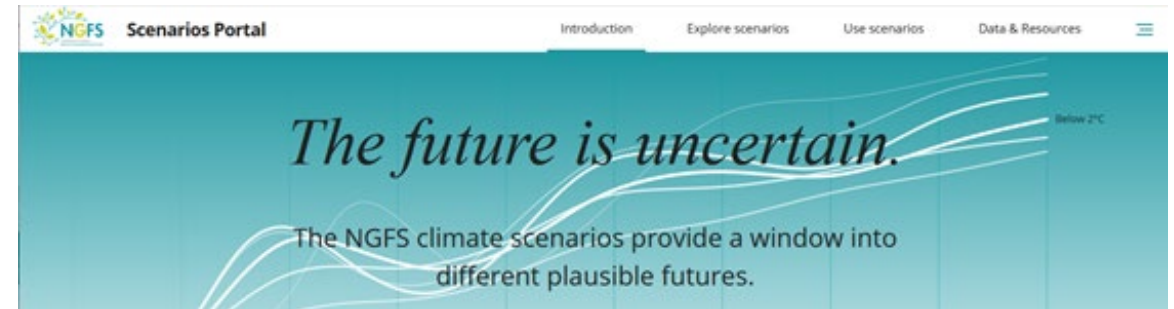 NGFS
Scenarios Portal
Introduction
Explore scenarios
Use scenarios
Data & Resources
Below 2°C
The future is uncertain.
The NGFS climate scenarios provide a window into
different plausible futures.